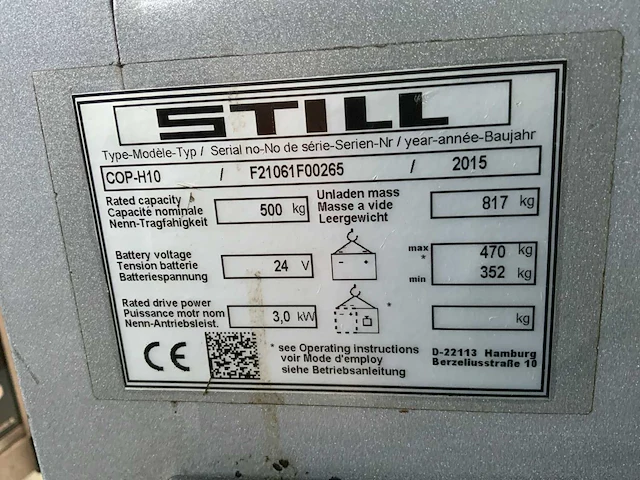 STILL
Type-Modèle-Typ / Serial no-No de série-Serien-Nr / year-année-Baujahr
COP-H10 / F21061F00265 / 2015
Rated capacity
Capacité nominale
Nenn-Tragfahigkeit
500 kg
Unladen mass
Masse a vide
Leergewicht
817 kg
Battery voltage
Tension batterie
Batteriespannung
24 V
- +
max 470 kg
*
min 352 kg
Rated drive power
Puissance motr nom
Nenn-Antriebsleist.
3,0 kW
*
kg
CE
* see Operating instructions
voir Mode d'employ
siehe Betriebsanleitung
D-22113 Hamburg
Berzeliusstraße 10